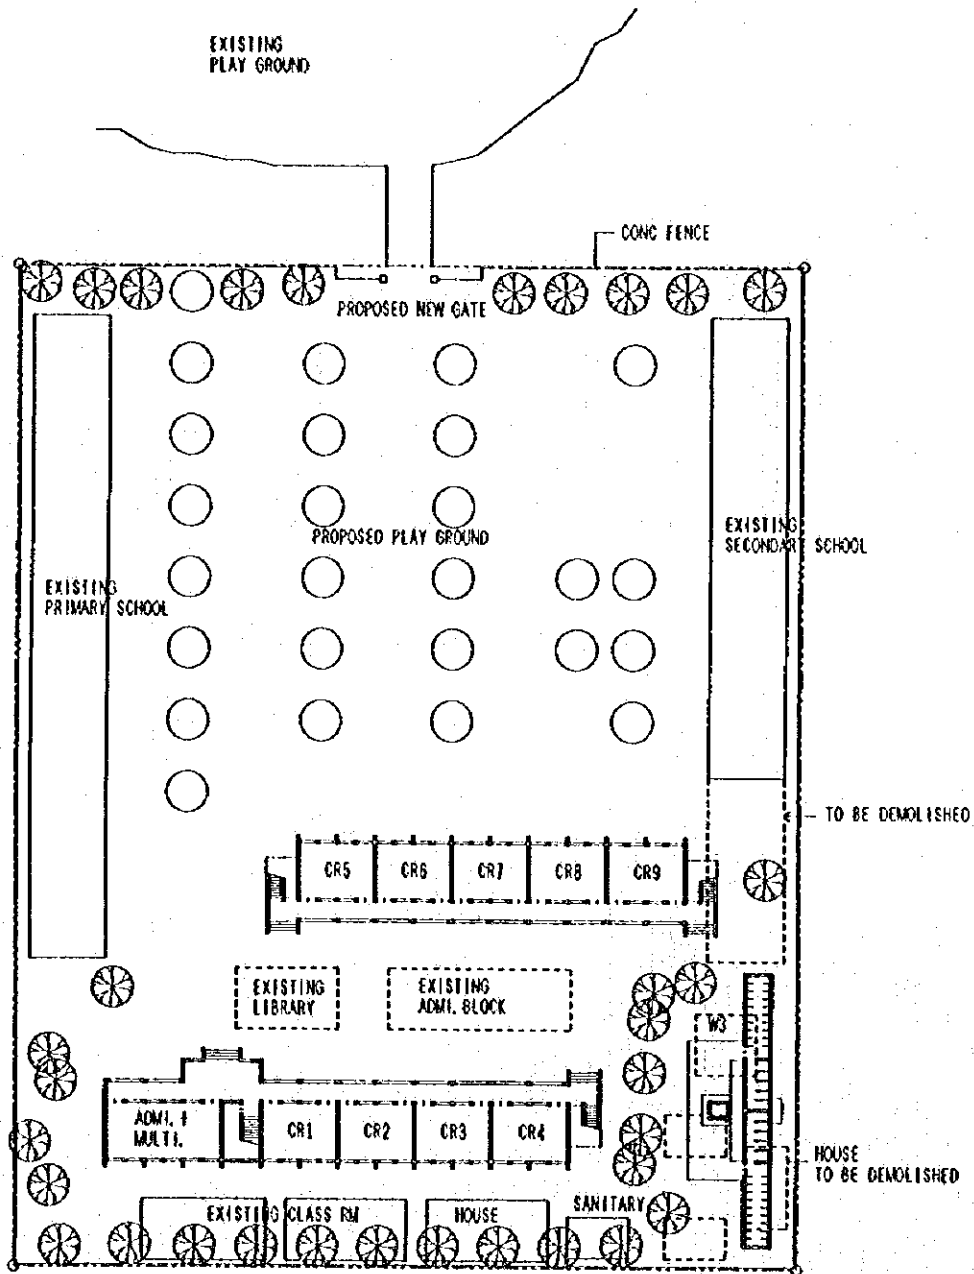 EXISTING
PLAY GROUND
CONC FENCE
PROPOSED NEW GATE
EXISTING
SECONDARY SCHOOL
PROPOSED PLAY GROUND
EXISTING
PRIMARY SCHOOL
TO BE DEMOLISHED
CR5
CR6
CR7
CR8
CR9
EXISTING
LIBRARY
EXISTING
ADMI. BLOCK
W3
ADMI. &
MULTI.
CR1
CR2
CR3
CR4
HOUSE
TO BE DEMOLISHED
EXISTING CLASS RM
HOUSE
SANITARY